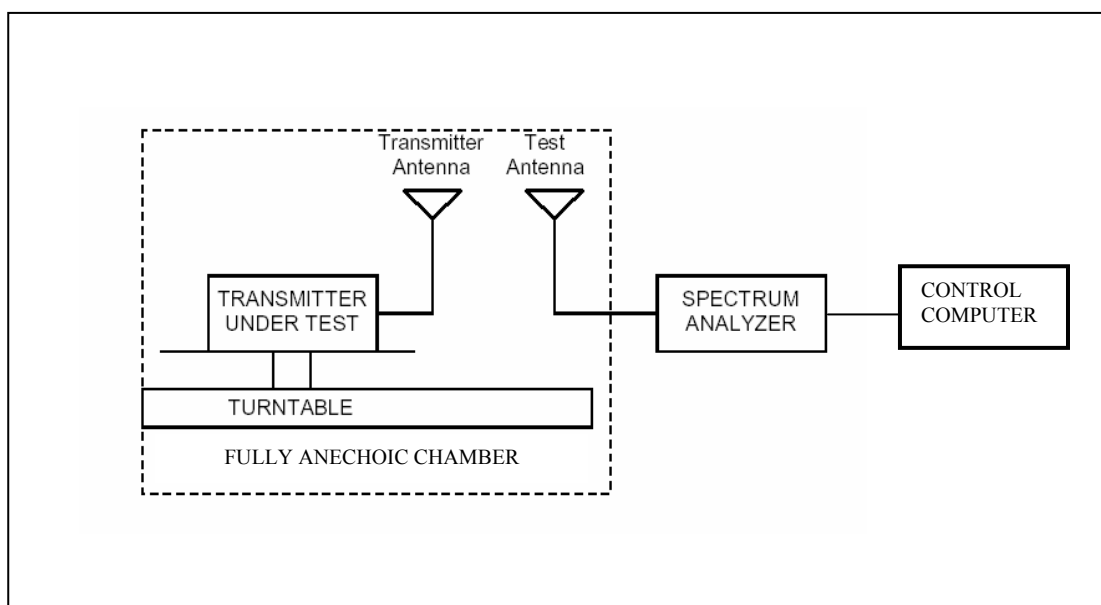 Transmitter
Antenna
Test
Antenna
TRANSMITTER
UNDER TEST
SPECTRUM
ANALYZER
CONTROL
COMPUTER
TURNTABLE
FULLY ANECHOIC CHAMBER